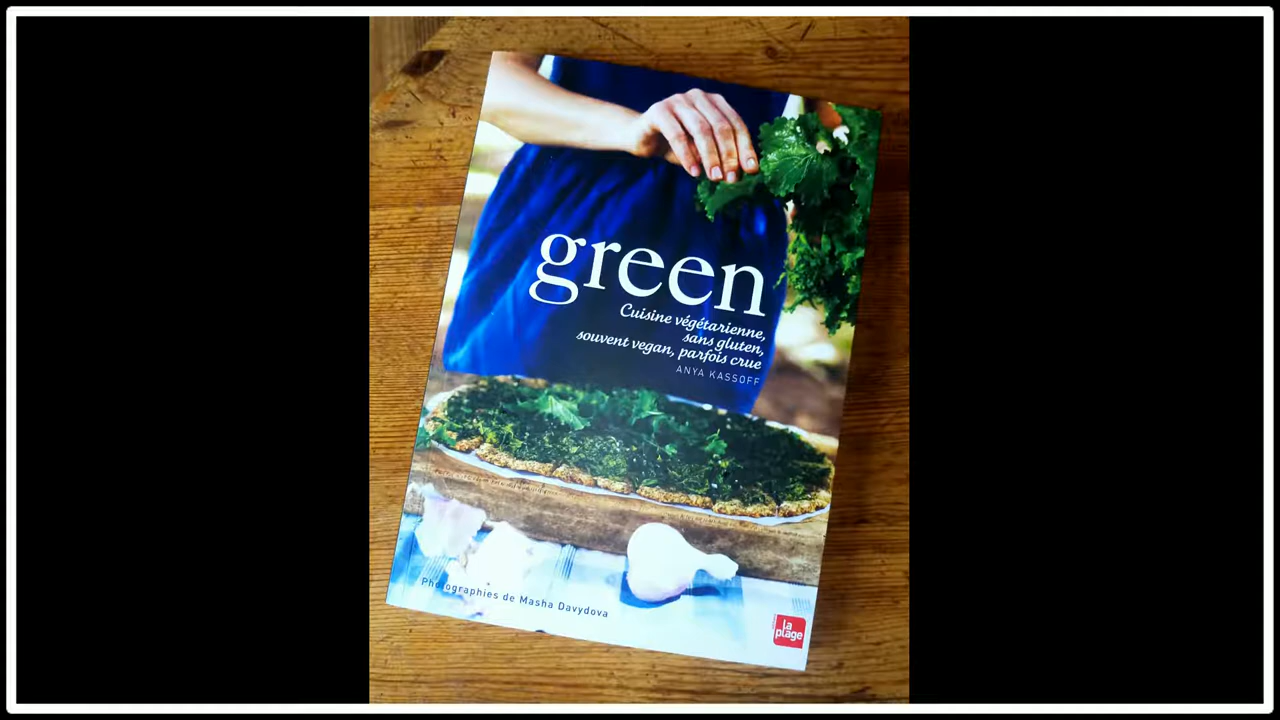 green
Cuisine végétarienne,
sans gluten,
souvent vegan, parfois crue
ANYA KASSOFF
Photographies de Masha Davydova
la
plage